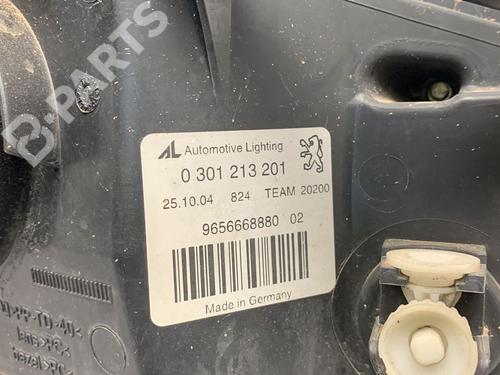 B-PARTS
AL Automotive Lighting
0 301 213 201
25.10.04 824 TEAM 20200
9656668880 02
Made in Germany